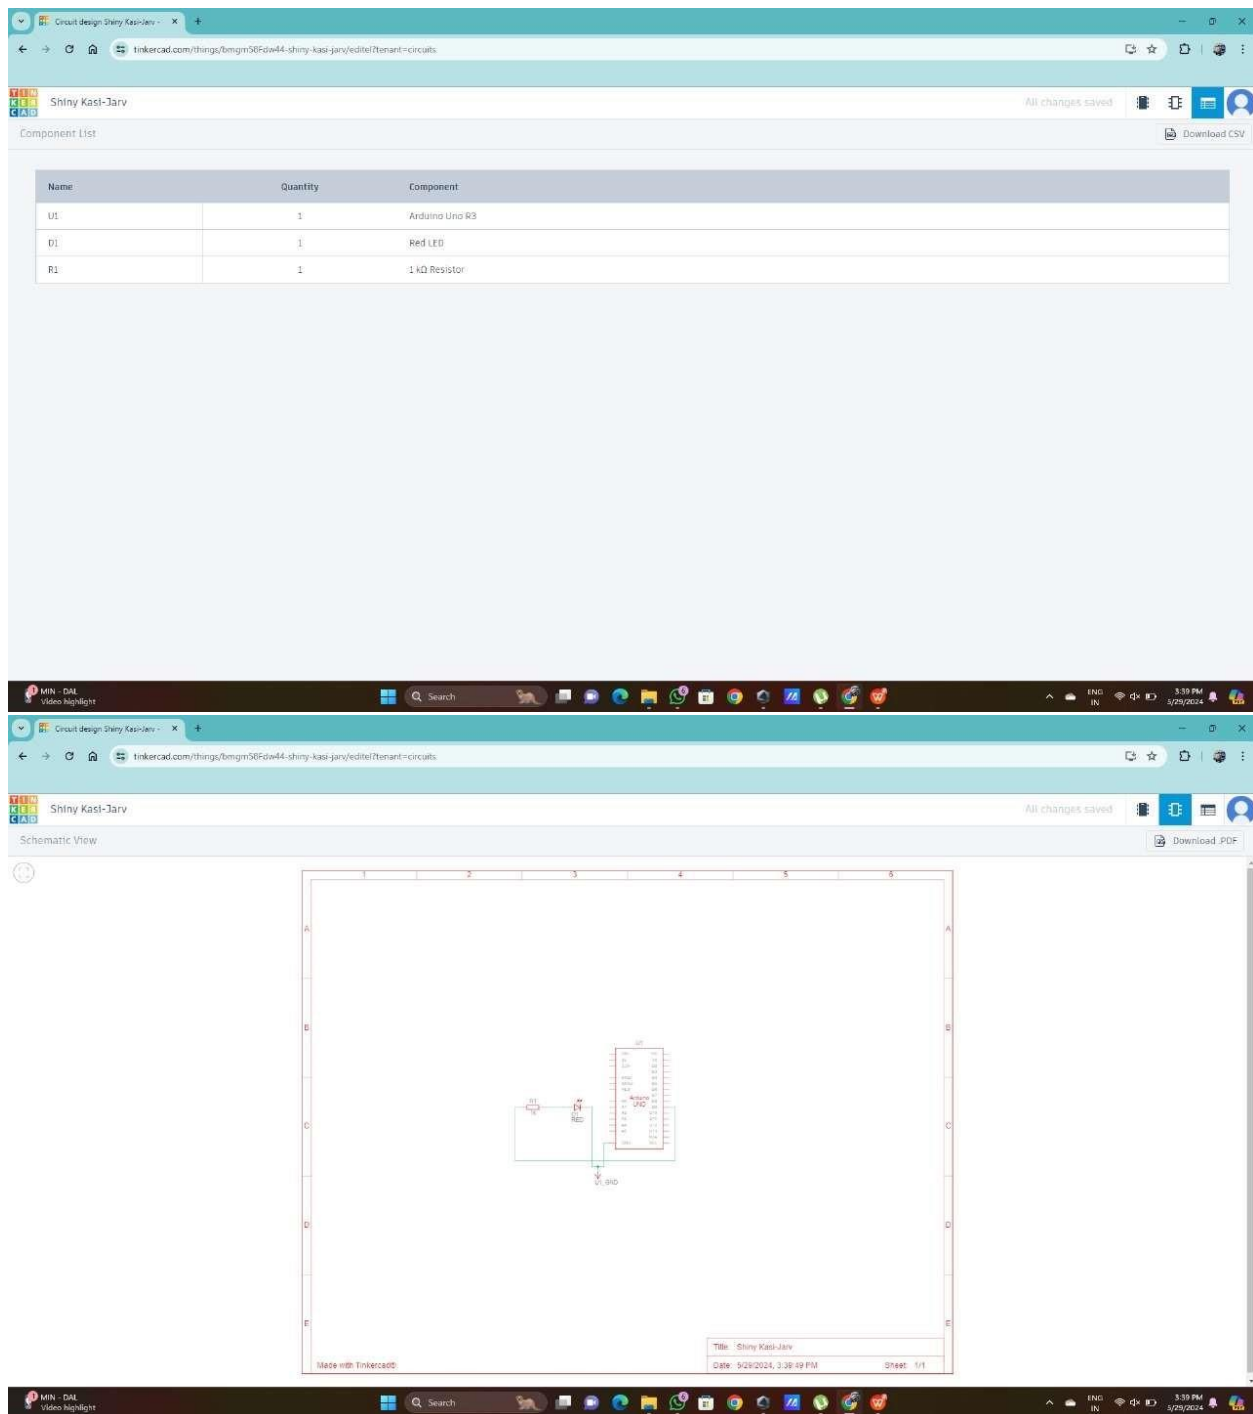 Circuit design Shiny Kasi-Jarv -
tinkercad.com/things/bmgm58Fdw44-shiny-kasi-jarv/editel?tenant=circuits
TINKERCAD
Shiny Kasi-Jarv
All changes saved
Component List
Download CSV
Name Quantity Component
U1 1 Arduino Uno R3
D1 1 Red LED
R1 1 1 kΩ Resistor
MIN - DAL
Video highlight
Search
ENG
IN
3:39 PM
5/29/2024
Circuit design Shiny Kasi-Jarv -
tinkercad.com/things/bmgm58Fdw44-shiny-kasi-jarv/editel?tenant=circuits
TINKERCAD
Shiny Kasi-Jarv
All changes saved
Schematic View
Download .PDF
1 2 3 4 5 6
A A
B B
U1
Arduino
UNO
R1
RED
C C
U1_GND
D D
E E
Title: Shiny Kasi-Jarv
Made with Tinkercad®
Date: 5/29/2024, 3:39:49 PM Sheet: 1/1
MIN - DAL
Video highlight
Search
ENG
IN
3:39 PM
5/29/2024